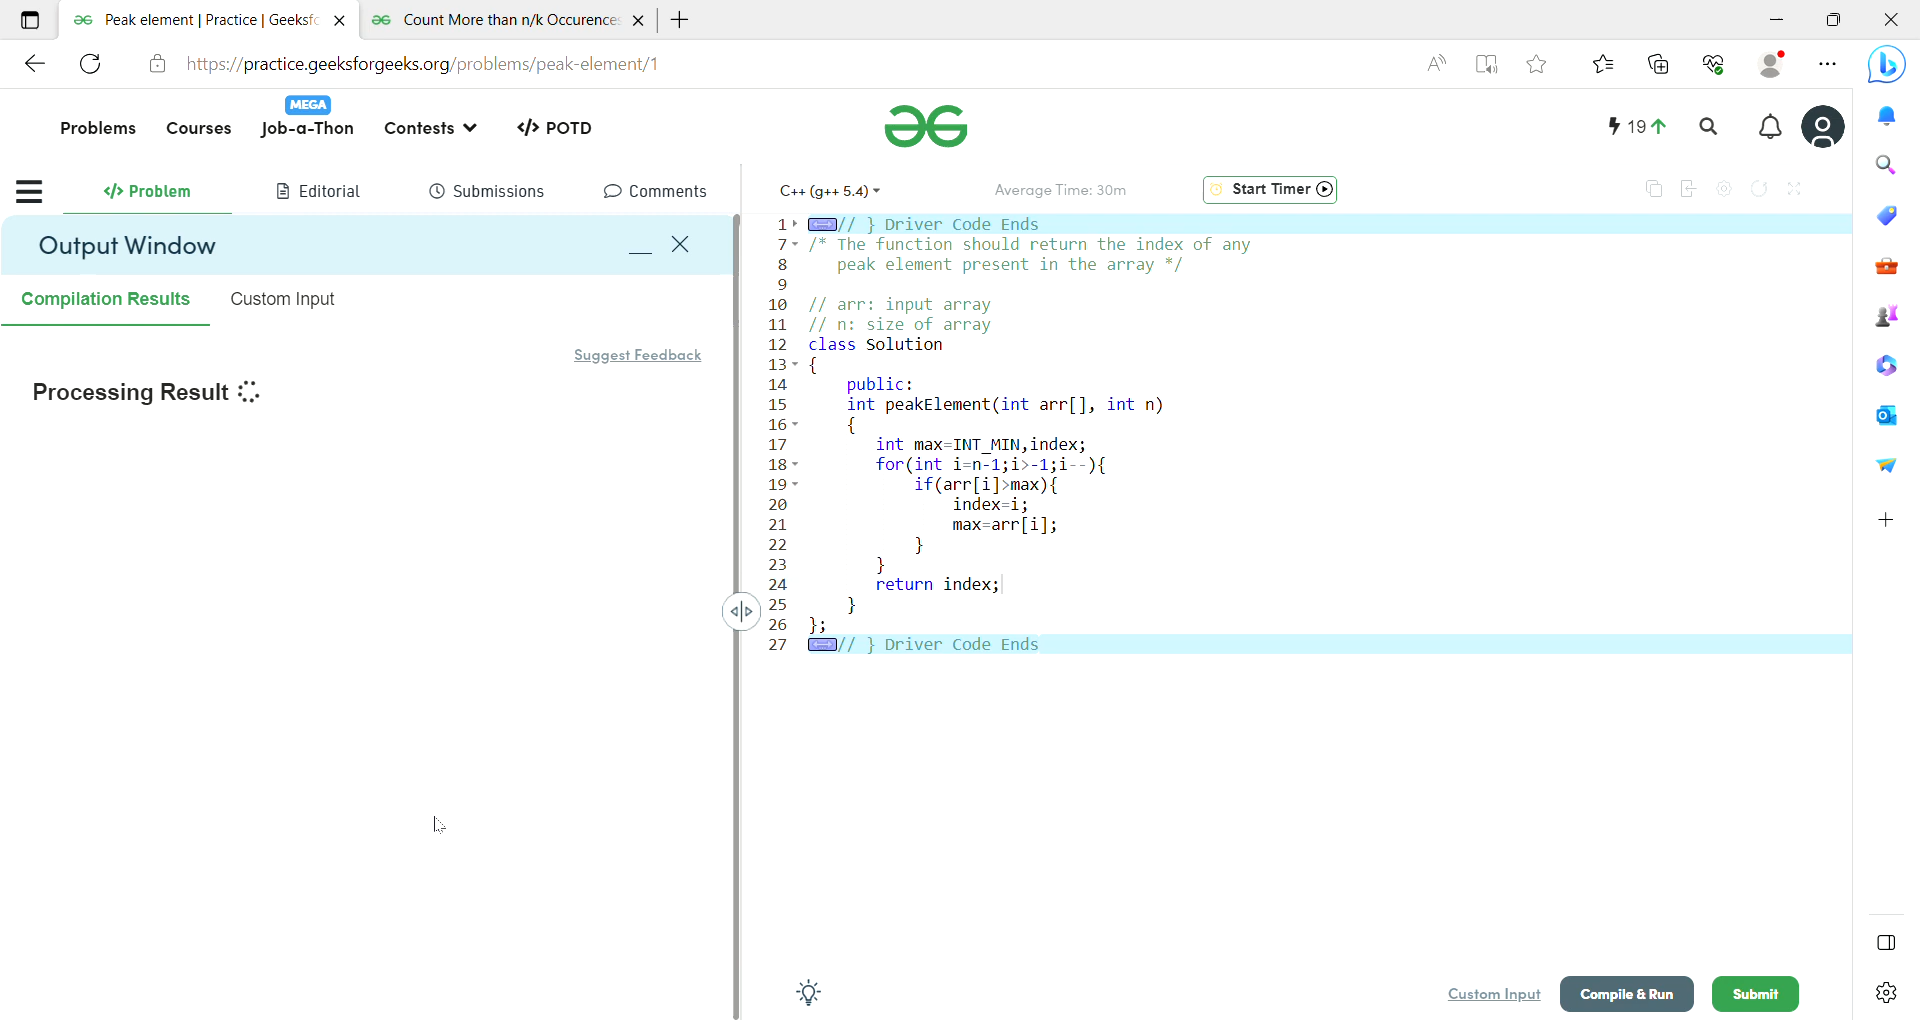 Peak element | Practice | Geeksfo
Count More than n/k Occurences
https://practice.geeksforgeeks.org/problems/peak-element/1
MEGA
Problems Courses Job-a-Thon Contests </> POTD
19
</> Problem Editorial Submissions Comments
C++ (g++ 5.4) Average Time: 30m Start Timer
Output Window
Compilation Results Custom Input
Suggest Feedback
Processing Result
1 // } Driver Code Ends
7 /* The function should return the index of any
8 peak element present in the array */
9
10 // arr: input array
11 // n: size of array
12 class Solution
13 {
14 public:
15 int peakElement(int arr[], int n)
16 {
17 int max=INT_MIN,index;
18 for(int i=n-1;i>-1;i--){
19 if(arr[i]>max){
20 index=i;
21 max=arr[i];
22 }
23 }
24 return index;
25 }
26 };
27 // } Driver Code Ends
Custom Input Compile & Run Submit